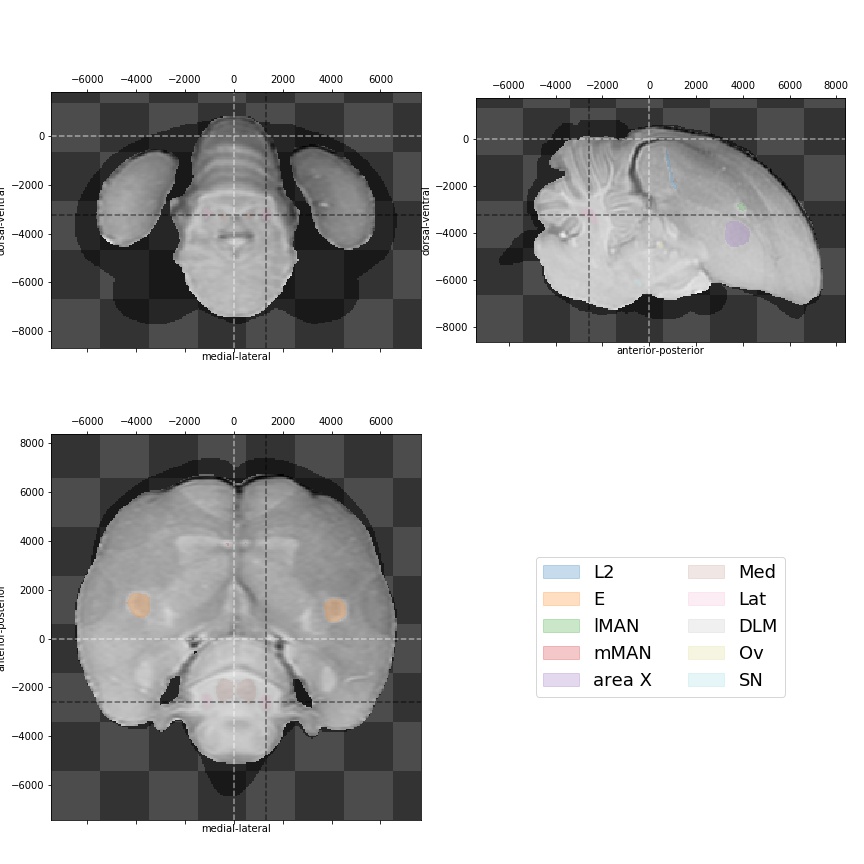 −6000 −4000 −2000 0 2000 4000 6000
0
−2000
−4000
−6000
−8000
dorsal-ventral
medial-lateral
−6000 −4000 −2000 0 2000 4000 6000 8000
0
−2000
−4000
−6000
−8000
dorsal-ventral
anterior-posterior
−6000 −4000 −2000 0 2000 4000 6000
8000
6000
4000
2000
0
−2000
−4000
−6000
anterior-posterior
medial-lateral
L2 Med
E Lat
lMAN DLM
mMAN Ov
area X SN